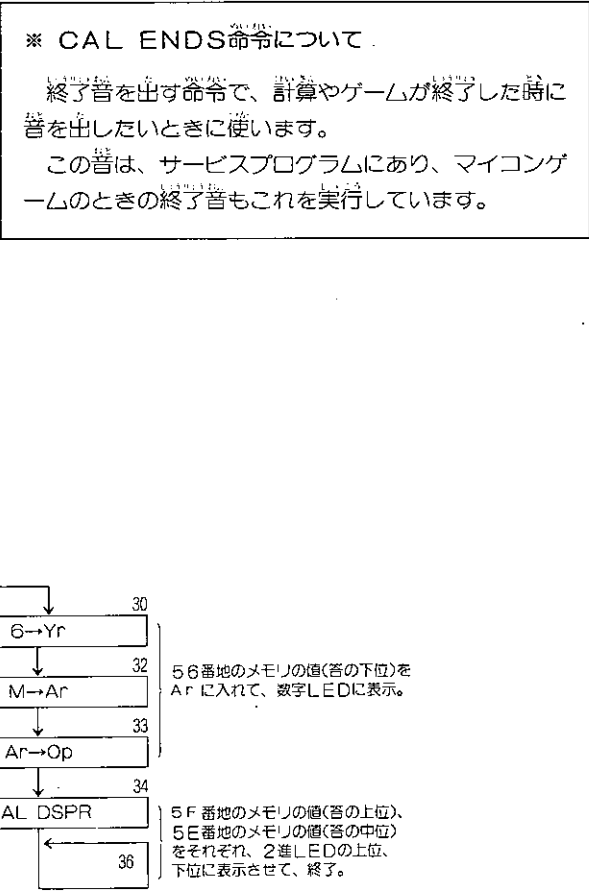 ※ CAL ENDS命令について
終了音を出す命令で、計算やゲームが終了した時に
音を出したいときに使います。
この音は、サービスプログラムにあり、マイコンゲ
ームのときの終了音もこれを実行しています。
30
6→Yr
32
M→Ar
33
Ar→Op
56番地のメモリの値(答の下位)を
Ar に入れて、数字LEDに表示。
34
AL DSPR
36
5F番地のメモリの値(答の上位)、
5E番地のメモリの値(答の中位)
をそれぞれ、2進LEDの上位、
下位に表示させて、終了。